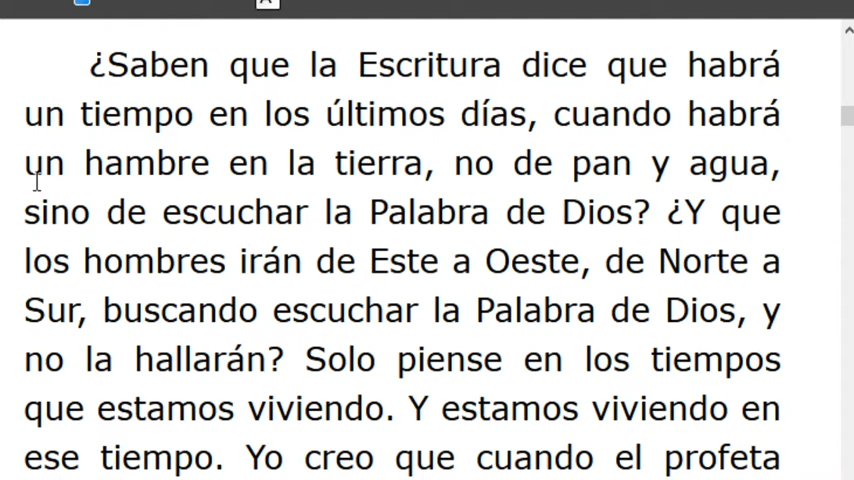 ¿Saben que la Escritura dice que habrá
un tiempo en los últimos días, cuando habrá
un hambre en la tierra, no de pan y agua,
sino de escuchar la Palabra de Dios? ¿Y que
los hombres irán de Este a Oeste, de Norte a
Sur, buscando escuchar la Palabra de Dios, y
no la hallarán? Solo piense en los tiempos
que estamos viviendo. Y estamos viviendo en
ese tiempo. Yo creo que cuando el profeta